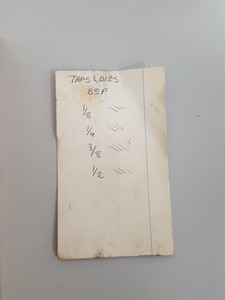 TAPS & DIES
BSP
1/8 //
1/4 //
3/8 //
1/2 //